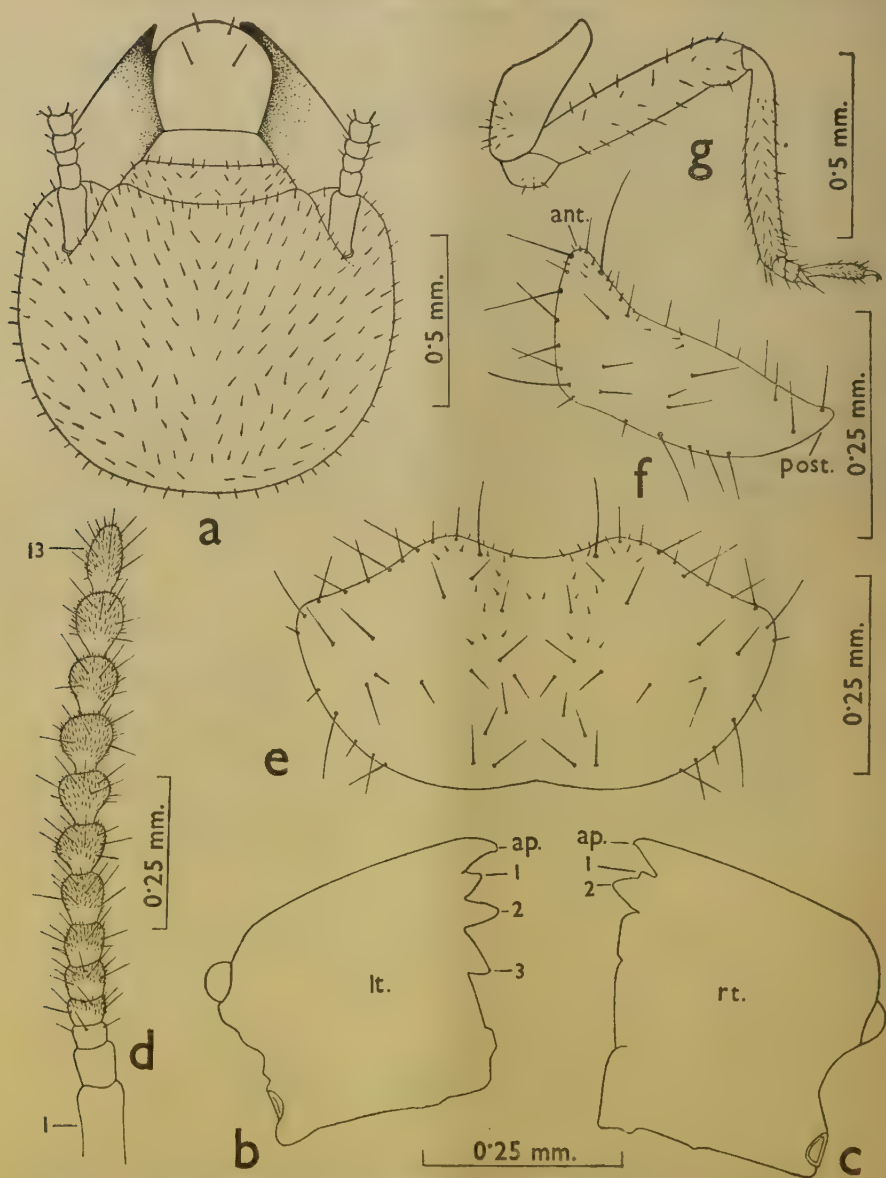 a
0·5 mm.
g
0·5 mm.
ant.
post.
f
0·25 mm.
13
1
d
0·25 mm.
e
0·25 mm.
ap.
1
2
3
lt.
b
ap.
1
2
rt.
c
0·25 mm.